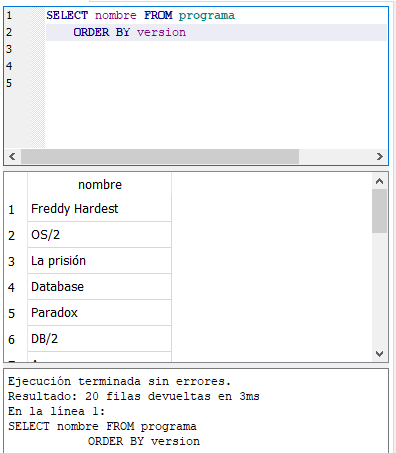 1 SELECT nombre FROM programa
2 ORDER BY version
3
4
5
nombre
1 Freddy Hardest
2 OS/2
3 La prisión
4 Database
5 Paradox
6 DB/2
Ejecución terminada sin errores.
Resultado: 20 filas devueltas en 3ms
En la línea 1:
SELECT nombre FROM programa
ORDER BY version